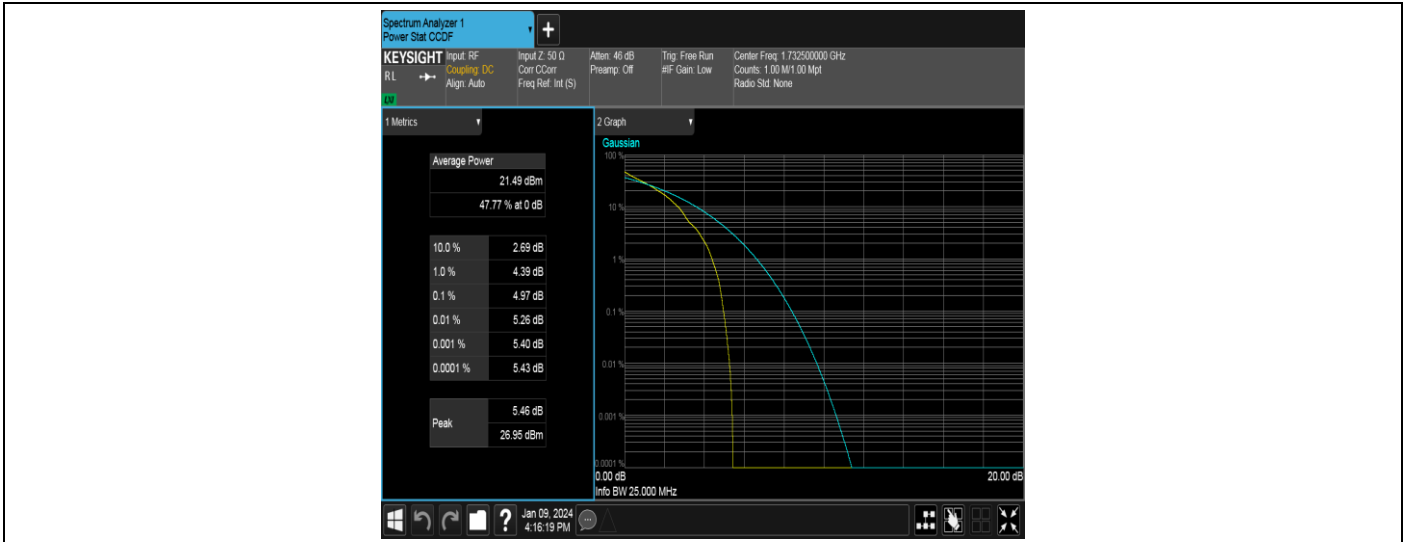 Spectrum Analyzer 1
Power Stat CCDF
+
KEYSIGHT
RL
LXI
Input: RF
Coupling: DC
Align: Auto
Input Z: 50 Ω
Corr CCorr
Freq Ref: Int (S)
Atten: 46 dB
Preamp: Off
Trig: Free Run
#IF Gain: Low
Center Freq: 1.732500000 GHz
Counts: 1.00 M/1.00 Mpt
Radio Std: None
1 Metrics
Average Power
21.49 dBm
47.77 % at 0 dB
10.0 % 2.69 dB
1.0 % 4.39 dB
0.1 % 4.97 dB
0.01 % 5.26 dB
0.001 % 5.40 dB
0.0001 % 5.43 dB
Peak
5.46 dB
26.95 dBm
2 Graph
Gaussian
100 %
10 %
1 %
0.1 %
0.01 %
0.001 %
0.0001 %
0.00 dB 20.00 dB
Info BW 25.000 MHz
?
Jan 09, 2024
4:16:19 PM